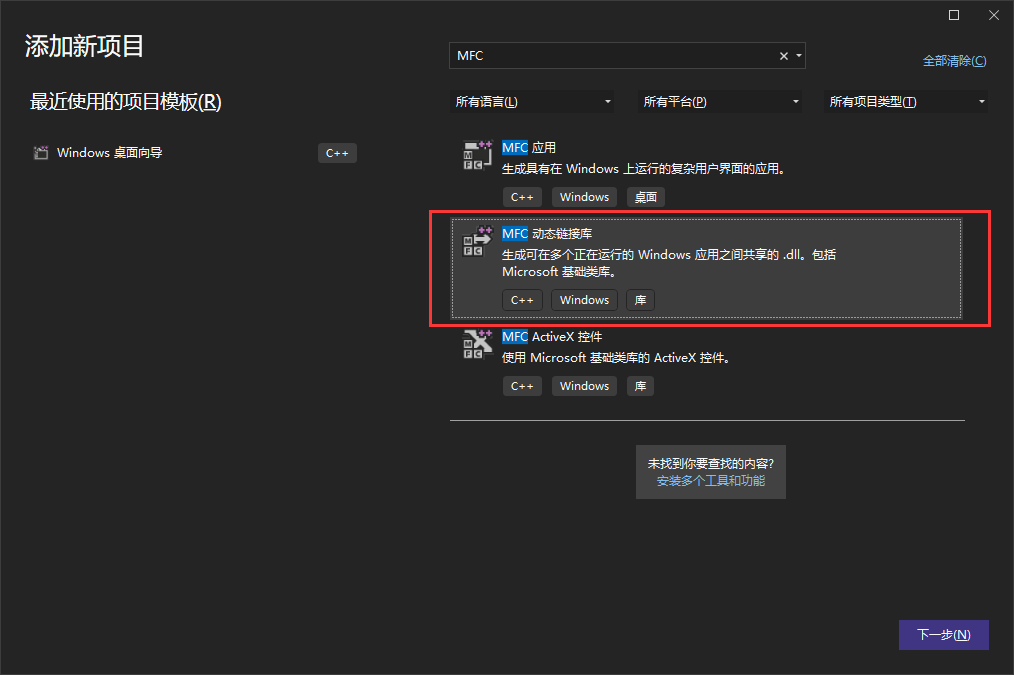 添加新项目
MFC
全部清除(C)
最近使用的项目模板(R)
所有语言(L)
所有平台(P)
所有项目类型(T)
Windows 桌面向导
C++
MFC 应用
生成具有在 Windows 上运行的复杂用户界面的应用。
C++ Windows 桌面
MFC 动态链接库
生成可在多个正在运行的 Windows 应用之间共享的 .dll。包括
Microsoft 基础类库。
C++ Windows 库
MFC ActiveX 控件
使用 Microsoft 基础类库的 ActiveX 控件。
C++ Windows 库
未找到你要查找的内容?
安装多个工具和功能
下一步(N)